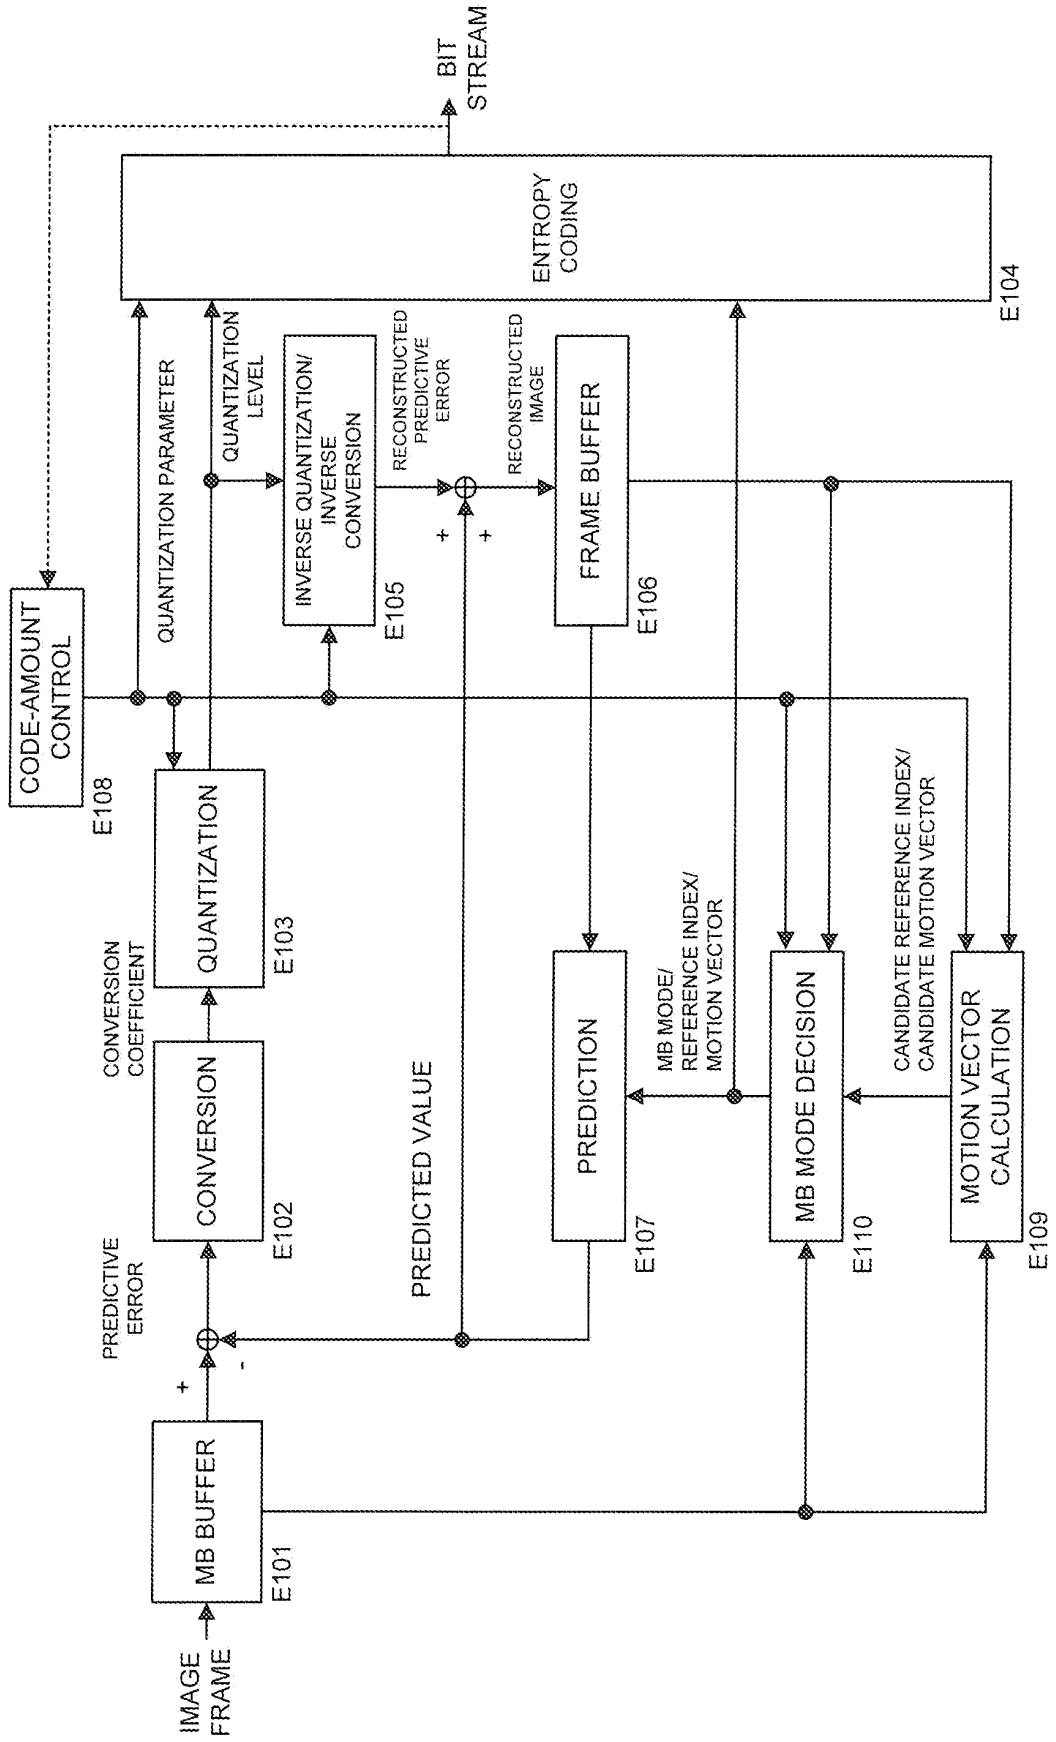 CODE-AMOUNT
CONTROL
E108
IMAGE
FRAME
MB BUFFER
E101
+
-
PREDICTIVE
ERROR
CONVERSION
E102
CONVERSION
COEFFICIENT
QUANTIZATION
E103
QUANTIZATION PARAMETER
QUANTIZATION
LEVEL
INVERSE QUANTIZATION/
INVERSE
CONVERSION
E105
RECONSTRUCTED
PREDICTIVE
ERROR
PREDICTED VALUE
+
+
RECONSTRUCTED
IMAGE
FRAME BUFFER
E106
PREDICTION
E107
MB MODE/
REFERENCE INDEX/
MOTION VECTOR
MB MODE DECISION
E110
CANDIDATE REFERENCE INDEX/
CANDIDATE MOTION VECTOR
MOTION VECTOR
CALCULATION
E109
ENTROPY
CODING
E104
BIT
STREAM